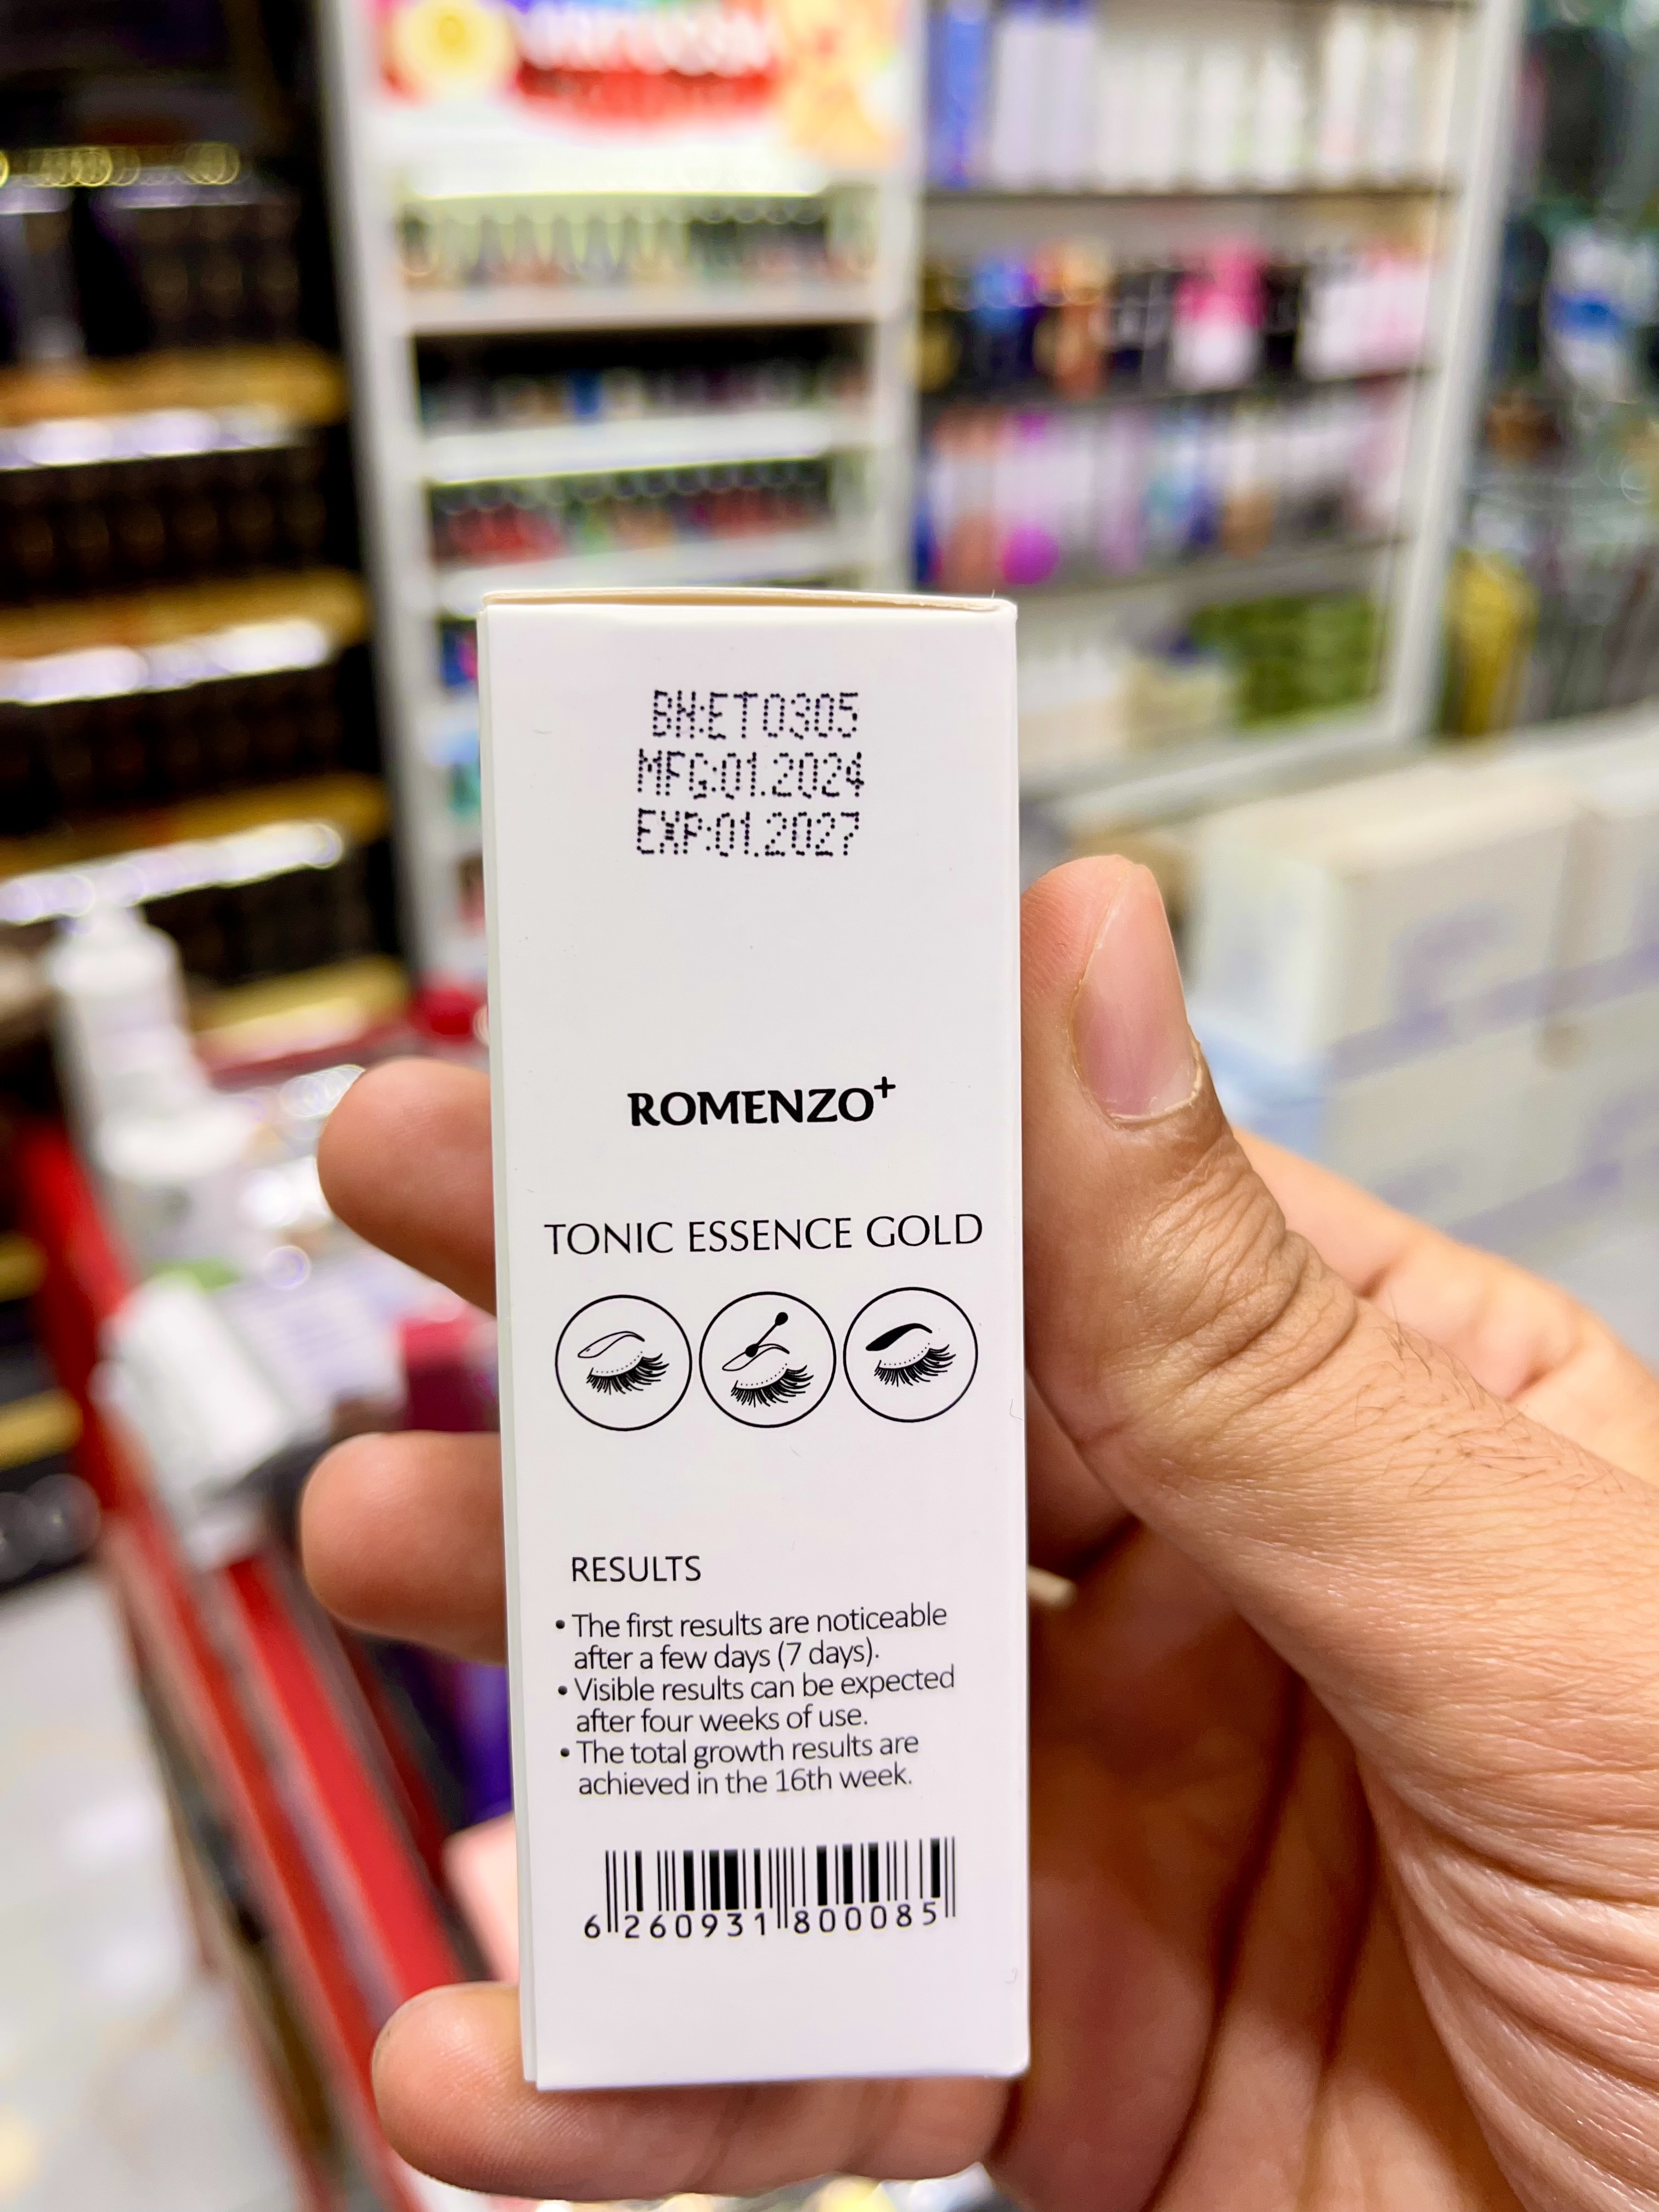 BN:ET0305
MFG:01.2024
EXP:01.2027
ROMENZO+
TONIC ESSENCE GOLD
RESULTS
• The first results are noticeable
after a few days (7 days).
• Visible results can be expected
after four weeks of use.
• The total growth results are
achieved in the 16th week.
6 260931 800085